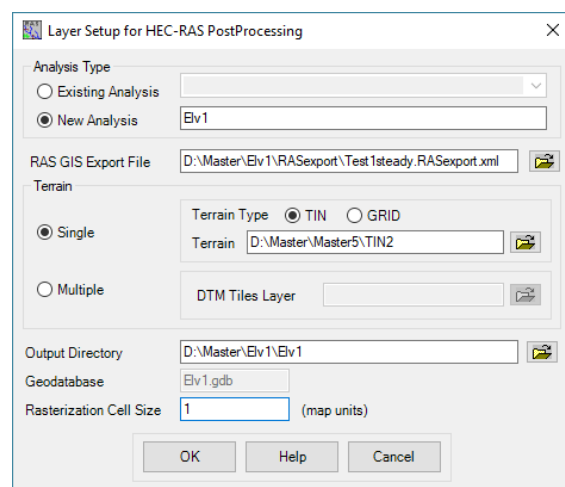 Layer Setup for HEC-RAS PostProcessing
Analysis Type
Existing Analysis
New Analysis Elv1
RAS GIS Export File D:\Master\Elv1\RASexport\Test1steady.RASexport.xml
Terrain
Single
Terrain Type TIN GRID
Terrain D:\Master\Master5\TIN2
Multiple
DTM Tiles Layer
Output Directory D:\Master\Elv1\Elv1
Geodatabase Elv1.gdb
Rasterization Cell Size 1 (map units)
OK Help Cancel